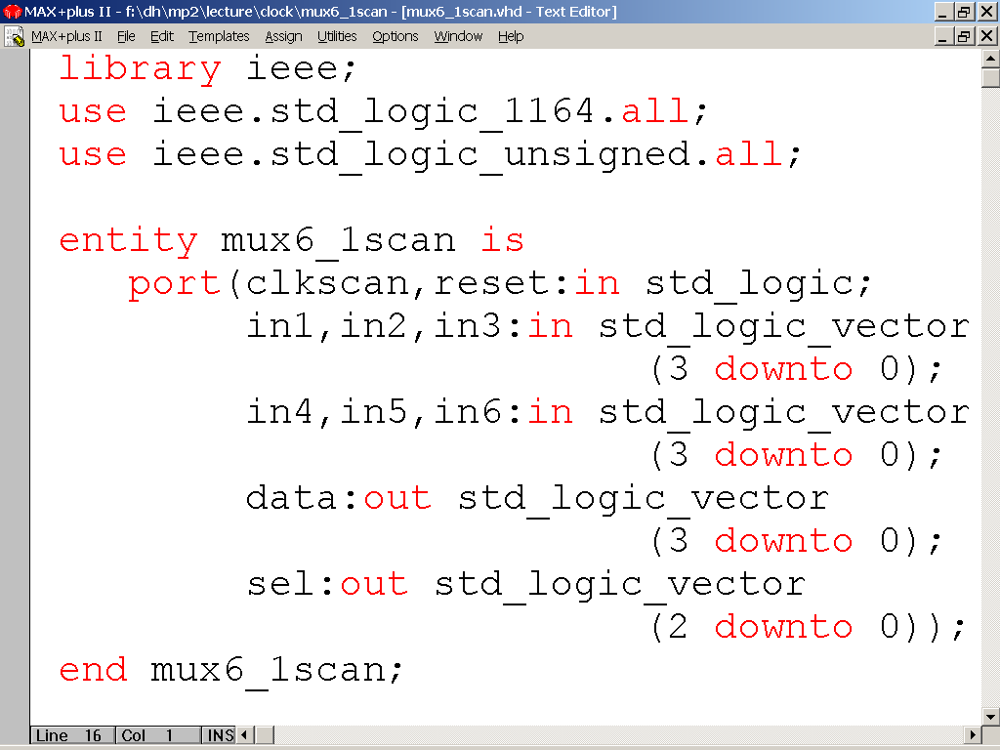 MAX+plus II - f:\dh\mp2\lecture\clock\mux6_1scan - [mux6_1scan.vhd - Text Editor]
MAX+plus II File Edit Templates Assign Utilities Options Window Help
library ieee;
use ieee.std_logic_1164.all;
use ieee.std_logic_unsigned.all;
entity mux6_1scan is
port(clkscan,reset:in std_logic;
in1,in2,in3:in std_logic_vector
(3 downto 0);
in4,in5,in6:in std_logic_vector
(3 downto 0);
data:out std_logic_vector
(3 downto 0);
sel:out std_logic_vector
(2 downto 0));
end mux6_1scan;
Line 16 Col 1 INS